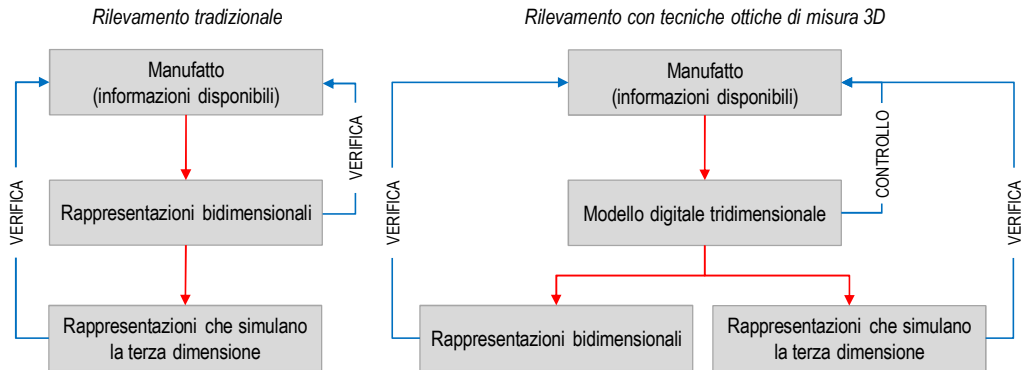 Rilevamento tradizionale
Manufatto
(informazioni disponibili)
VERIFICA
VERIFICA
Rappresentazioni bidimensionali
Rappresentazioni che simulano
la terza dimensione
Rilevamento con tecniche ottiche di misura 3D
Manufatto
(informazioni disponibili)
VERIFICA
CONTROLLO
VERIFICA
Modello digitale tridimensionale
Rappresentazioni bidimensionali
Rappresentazioni che simulano
la terza dimensione